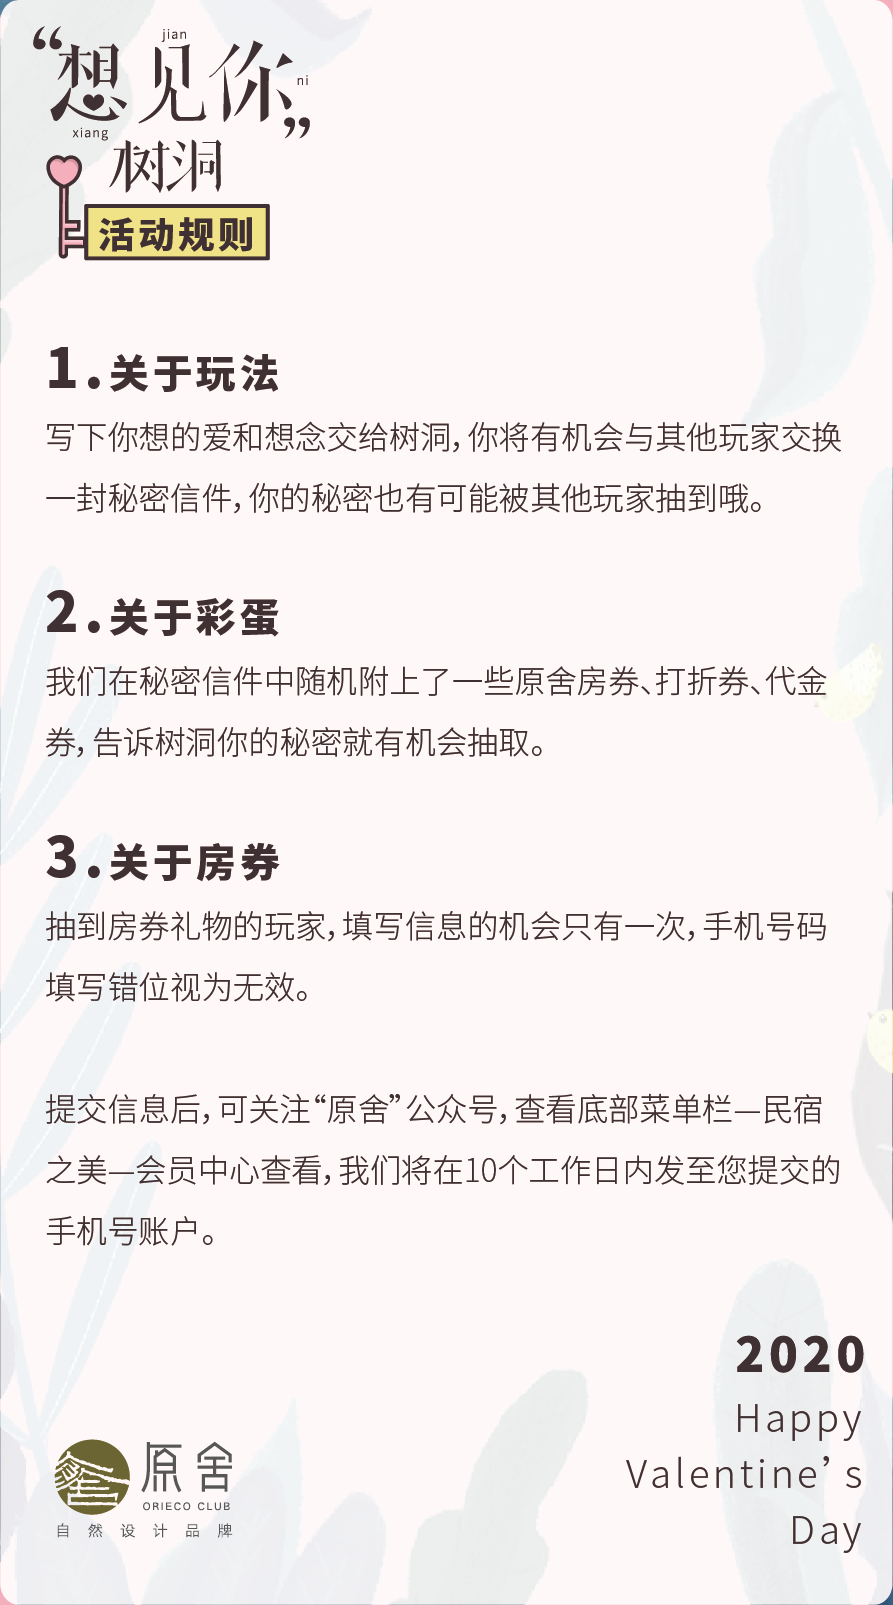 jian
“想见你”
ni
xiang
树洞
活动规则
1.关于玩法
写下你想的爱和想念交给树洞，你将有机会与其他玩家交换
一封秘密信件，你的秘密也有可能被其他玩家抽到哦。
2.关于彩蛋
我们在秘密信件中随机附上了一些原舍房券、打折券、代金
券，告诉树洞你的秘密就有机会抽取。
3.关于房券
抽到房券礼物的玩家，填写信息的机会只有一次，手机号码
填写错位视为无效。
提交信息后，可关注“原舍”公众号，查看底部菜单栏—民宿
之美—会员中心查看，我们将在10个工作日内发至您提交的
手机号账户。
2020
Happy
Valentine’s
Day
原舍
ORIECO CLUB
自然设计品牌